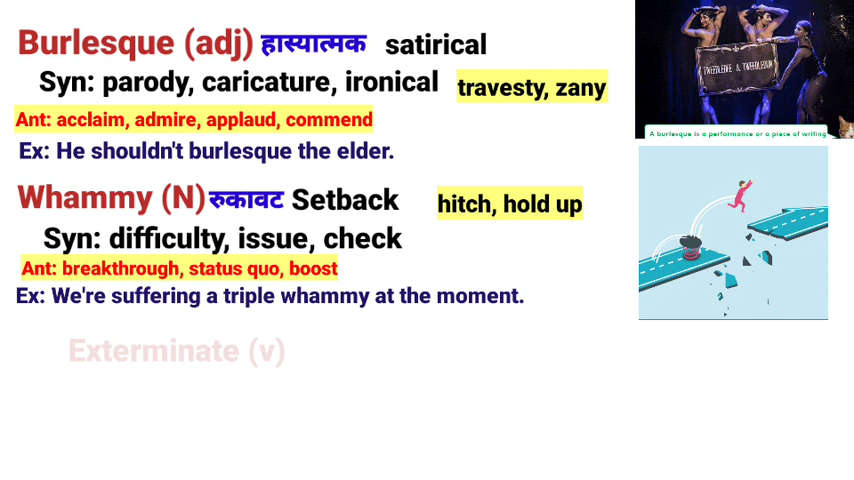 Burlesque (adj) हास्यात्मक satirical
Syn: parody, caricature, ironical travesty, zany
Ant: acclaim, admire, applaud, commend
Ex: He shouldn't burlesque the elder.
Whammy (N) रुकावट Setback hitch, hold up
Syn: difficulty, issue, check
Ant: breakthrough, status quo, boost
Ex: We're suffering a triple whammy at the moment.
Exterminate (v)
TWEEDLEDEE & TWEEDLEDUM
A burlesque is a performance or a piece of writing